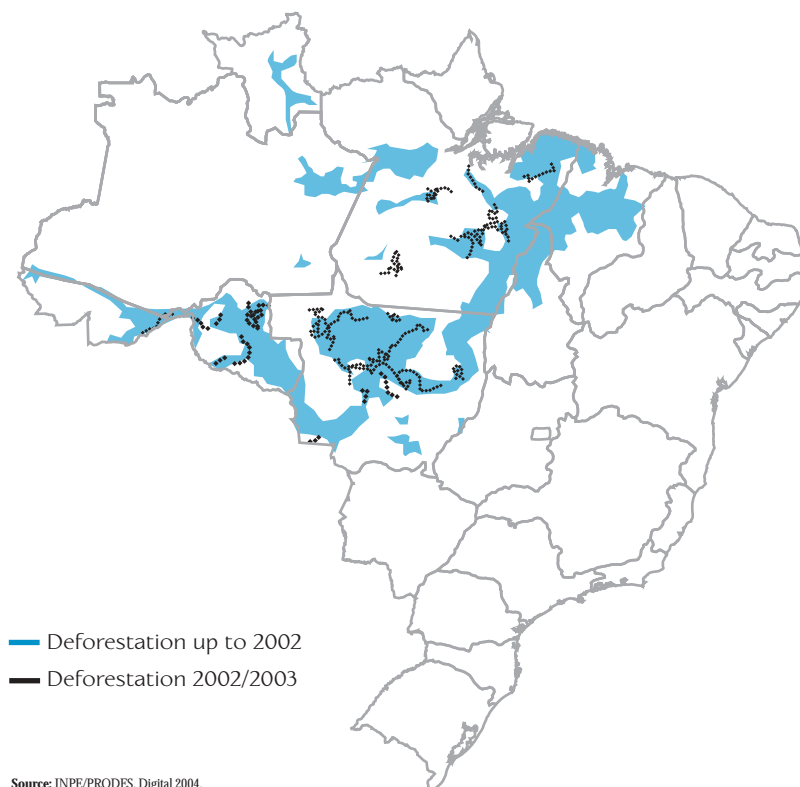 Deforestation up to 2002
Deforestation 2002/2003
Source: INPE/PRODES, Digital 2004.